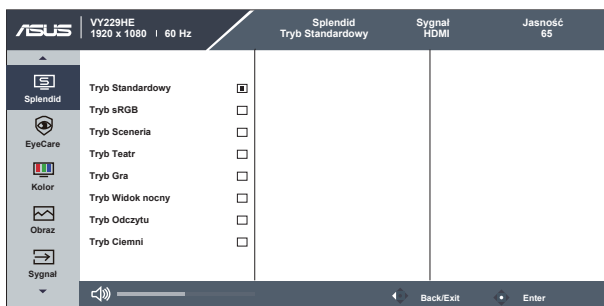 ASUS
VY229HE
1920 x 1080 | 60 Hz
Splendid
Tryb Standardowy
Sygnał
HDMI
Jasność
65
Splendid
EyeCare
Kolor
Obraz
Sygnał
Tryb Standardowy
Tryb sRGB
Tryb Sceneria
Tryb Teatr
Tryb Gra
Tryb Widok nocny
Tryb Odczytu
Tryb Ciemni
Back/Exit
Enter